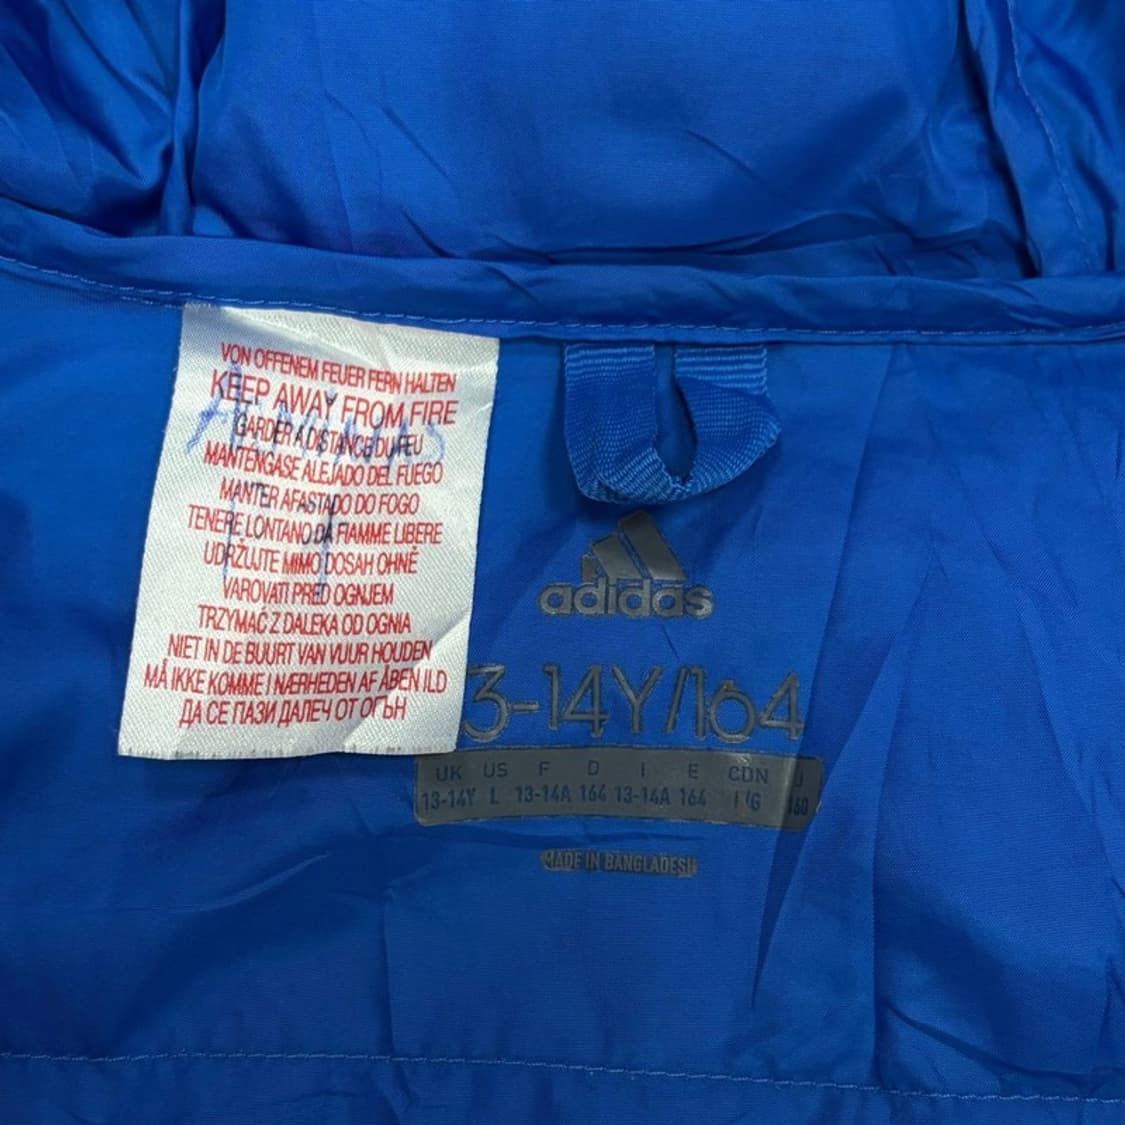 VON OFFENEM FEUER FERN HALTEN
KEEP AWAY FROM FIRE
GARDER A DISTANCE DU FEU
MANTENGASE ALEJADO DEL FUEGO
MANTER AFASTADO DO FOGO
TENERE LONTANO DA FIAMME LIBERE
UDRŽUJTE MIMO DOSAH OHNĚ
VAROVATI PRED OGNJEM
TRZYMAĆ Z DALEKA OD OGNIA
NIET IN DE BUURT VAN VUUR HOUDEN
MÅ IKKE KOMME I NÆRHEDEN AF ÅBEN ILD
ДА СЕ ПАЗИ ДАЛЕЧ ОТ ОГЪН
adidas
3-14Y/164
UK US F D I E CDN J
13-14Y L 13-14A 164 13-14A 164 160
MADE IN BANGLADESH